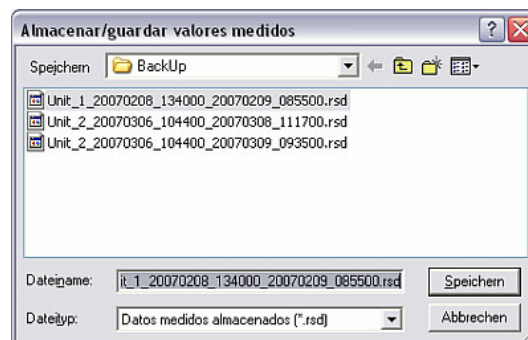 Almacenar/guardar valores medidos
Speichern BackUp
Unit_1_20070208_134000_20070209_085500.rsd
Unit_2_20070306_104400_20070308_111700.rsd
Unit_2_20070306_104400_20070309_093500.rsd
Dateiname: it_1_20070208_134000_20070209_085500.rsd Speichern
Dateityp: Datos medidos almacenados (*.rsd) Abbrechen